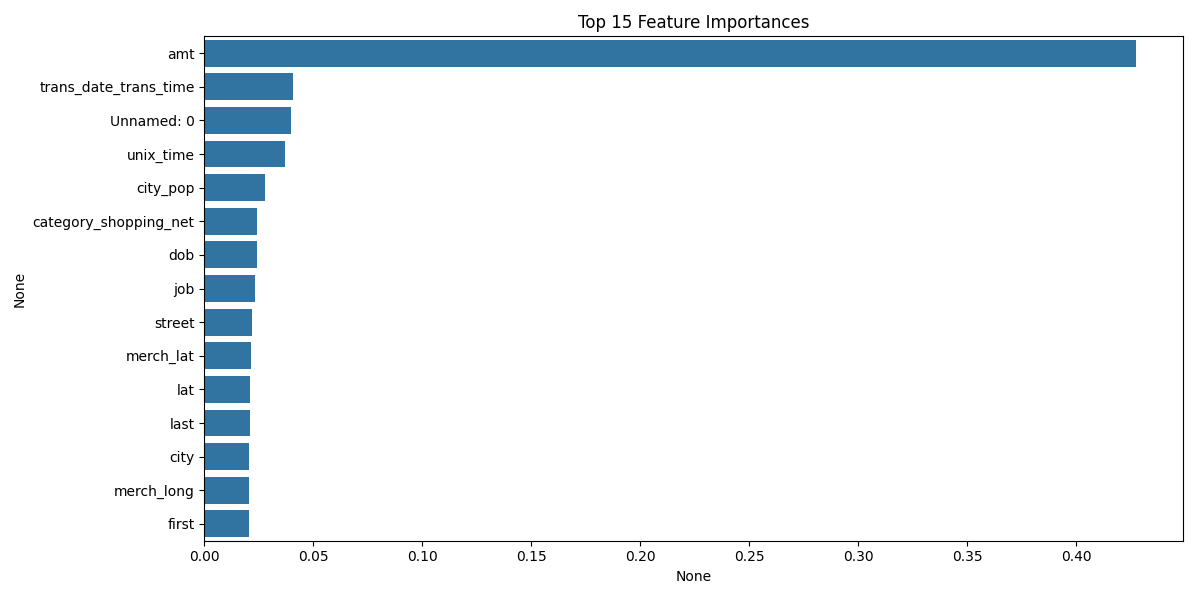 Top 15 Feature Importances
amt
trans_date_trans_time
Unnamed: 0
unix_time
city_pop
category_shopping_net
dob
job
street
merch_lat
lat
last
city
merch_long
first
None
0.00 0.05 0.10 0.15 0.20 0.25 0.30 0.35 0.40
None